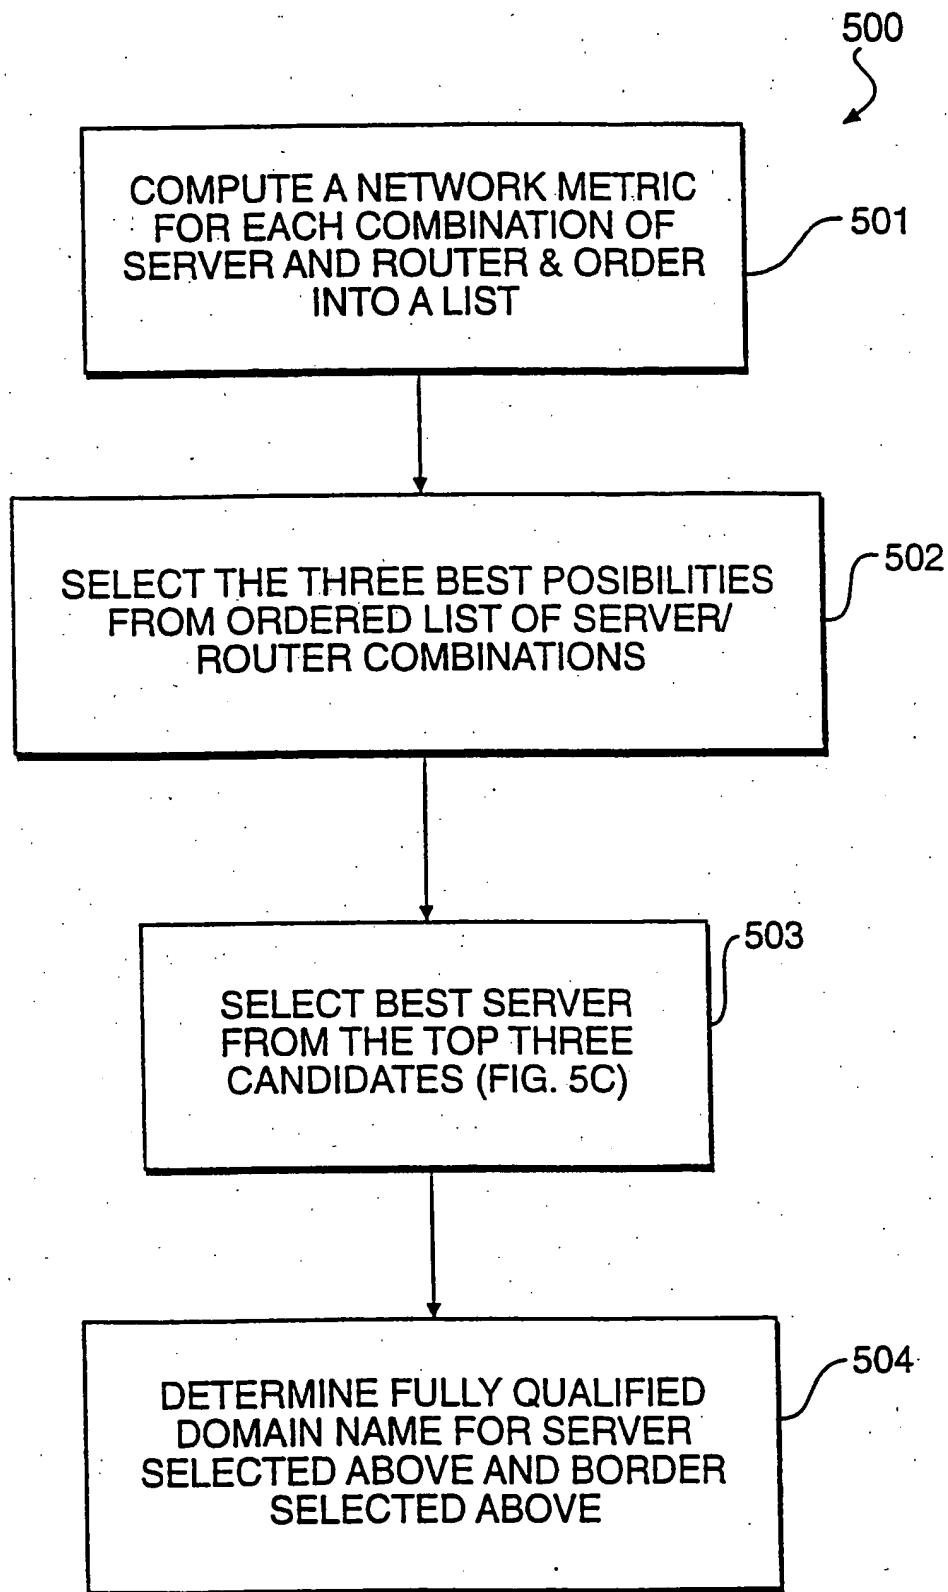 500
COMPUTE A NETWORK METRIC
FOR EACH COMBINATION OF
SERVER AND ROUTER & ORDER
INTO A LIST
501
SELECT THE THREE BEST POSIBILITIES
FROM ORDERED LIST OF SERVER/
ROUTER COMBINATIONS
502
SELECT BEST SERVER
FROM THE TOP THREE
CANDIDATES (FIG. 5C)
503
DETERMINE FULLY QUALIFIED
DOMAIN NAME FOR SERVER
SELECTED ABOVE AND BORDER
SELECTED ABOVE
504